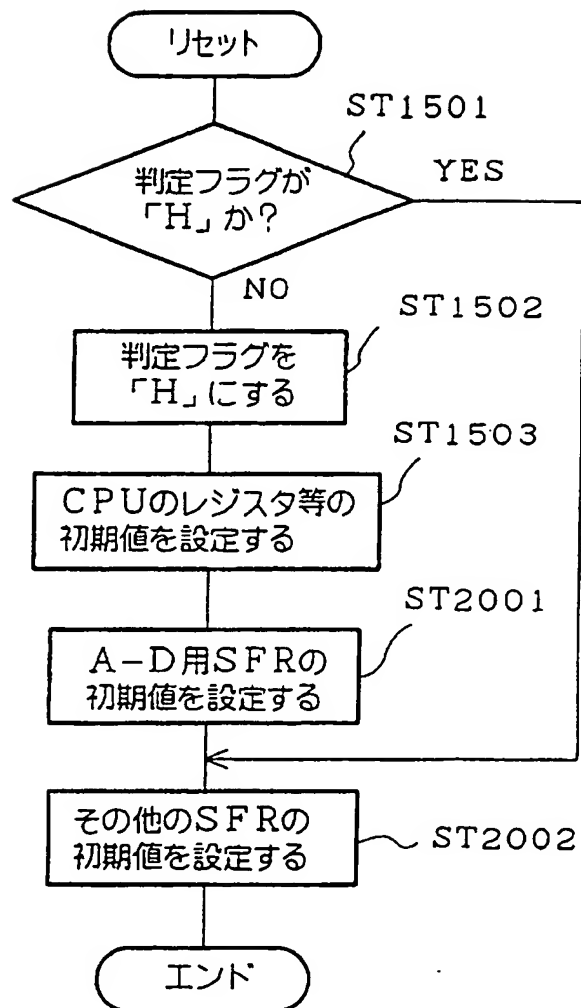 リセット
ST1501
判定フラグが
「H」か?
YES
NO
ST1502
判定フラグを
「H」にする
ST1503
CPUのレジスタ等の
初期値を設定する
ST2001
A-D用SFRの
初期値を設定する
その他のSFRの
初期値を設定する
ST2002
エンド